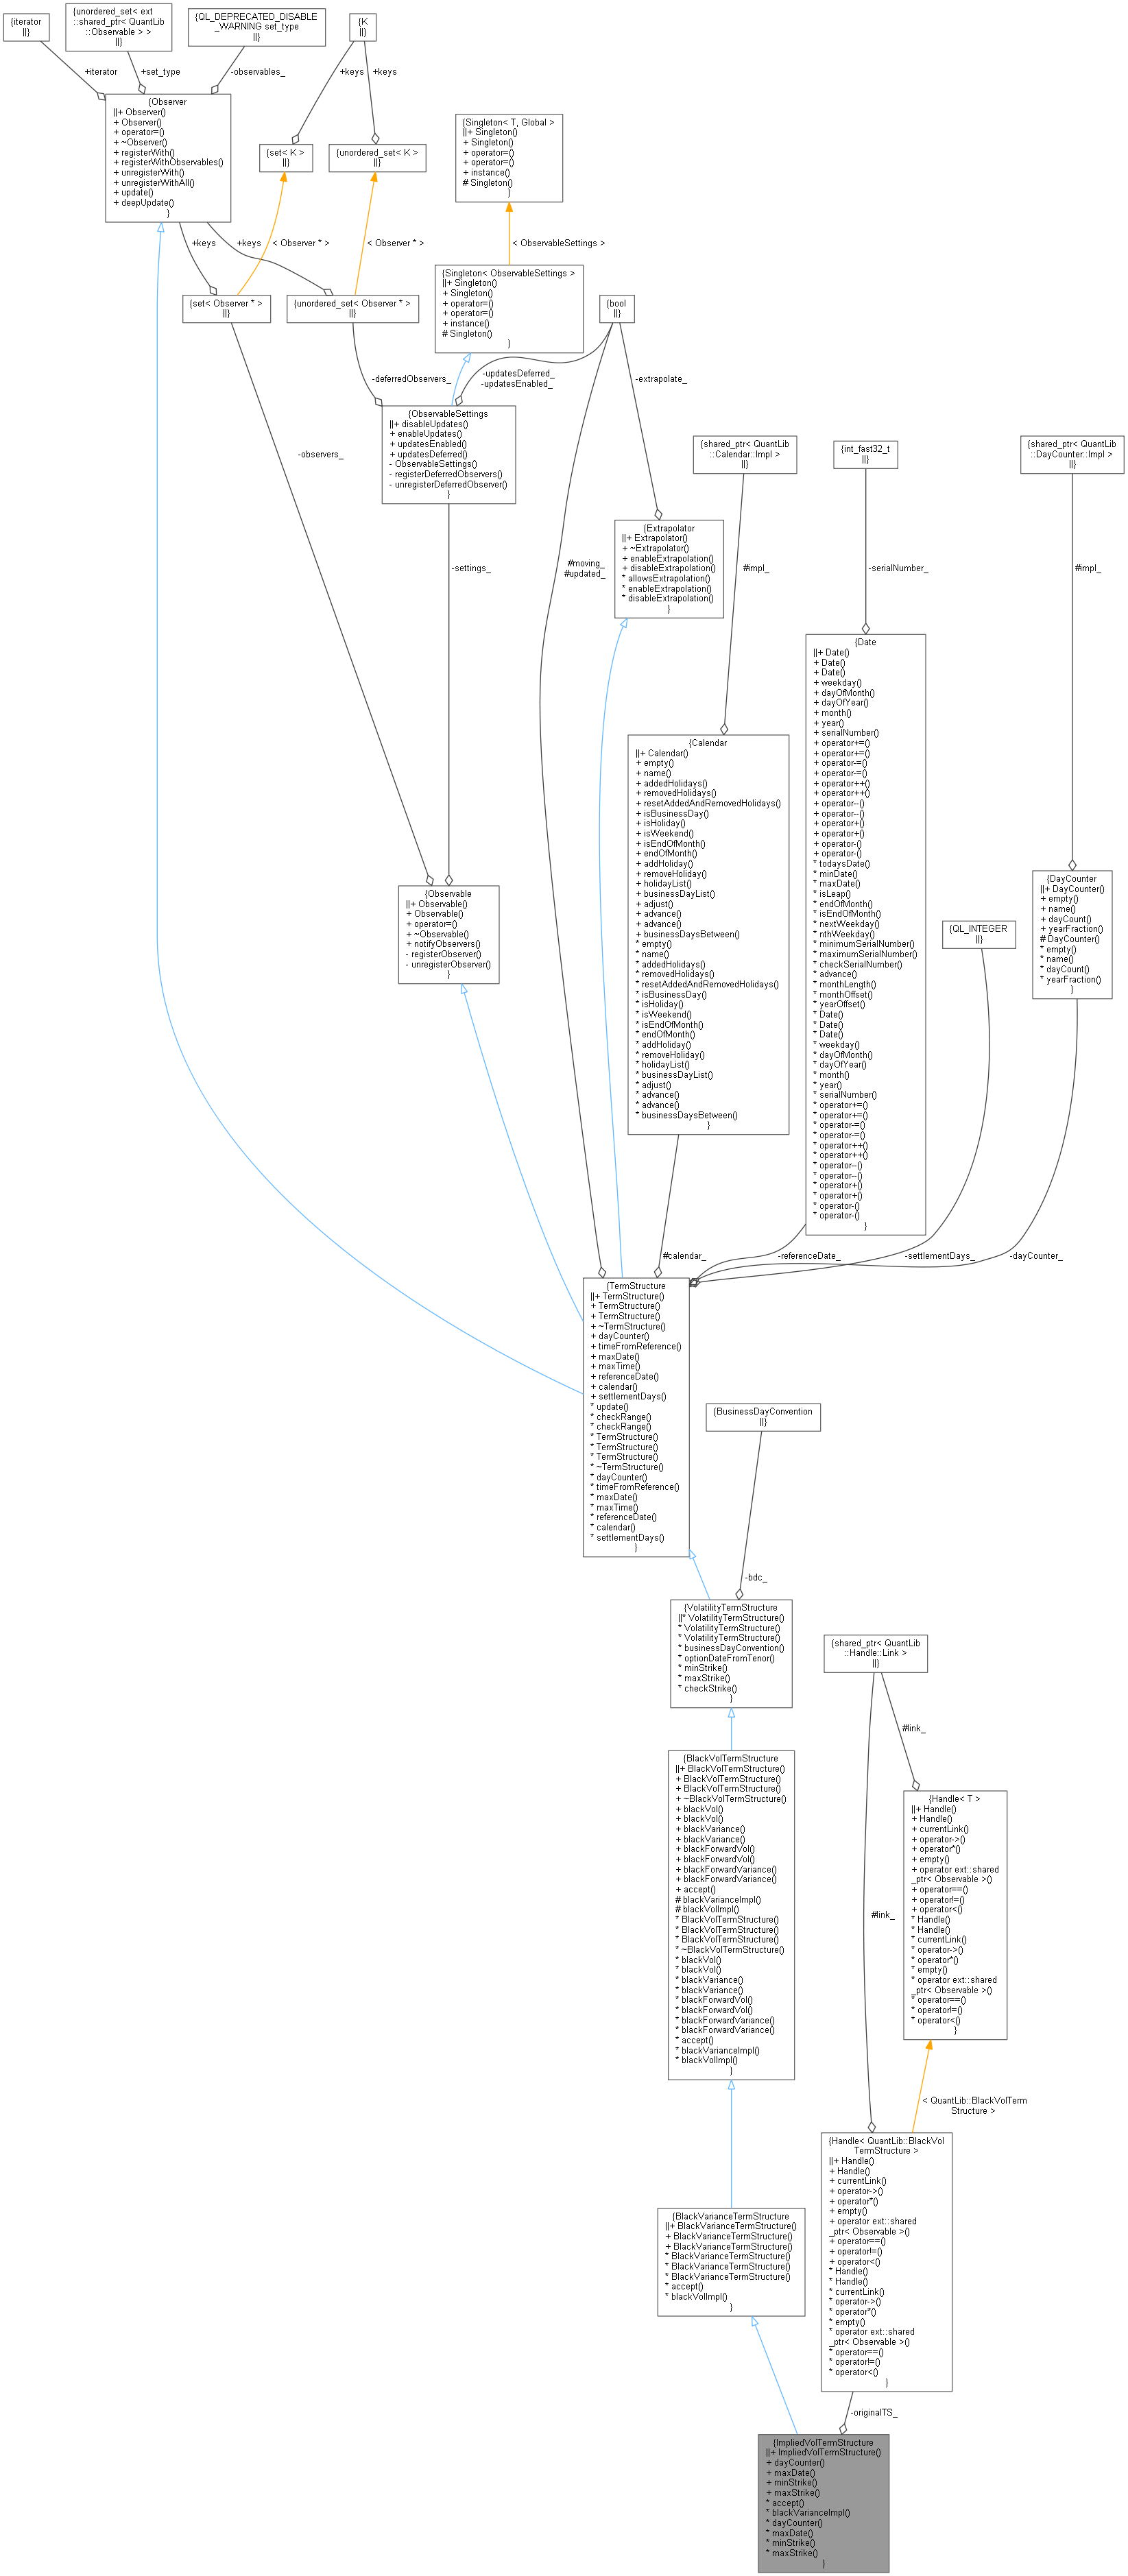 {iterator
||}
{unordered_set< ext
::shared_ptr< QuantLib
::Observable > >
||}
{QL_DEPRECATED_DISABLE
_WARNING set_type
||}
{K
||}
+iterator
+set_type
-observables_
+keys
+keys
{Observer
||+ Observer()
+ Observer()
+ operator=()
+ ~Observer()
+ registerWith()
+ registerWithObservables()
+ unregisterWith()
+ unregisterWithAll()
+ update()
+ deepUpdate()
}
{set< K >
||}
{unordered_set< K >
||}
{Singleton< T, Global >
||+ Singleton()
+ Singleton()
+ operator=()
+ operator=()
+ instance()
# Singleton()
}
+keys
+keys
< Observer * >
< Observer * >
< ObservableSettings >
{set< Observer * >
||}
{unordered_set< Observer * >
||}
{Singleton< ObservableSettings >
||+ Singleton()
+ Singleton()
+ operator=()
+ operator=()
+ instance()
# Singleton()
}
{bool
||}
-deferredObservers_
-updatesDeferred_
-updatesEnabled_
-extrapolate_
{ObservableSettings
||+ disableUpdates()
+ enableUpdates()
+ updatesEnabled()
+ updatesDeferred()
- ObservableSettings()
- registerDeferredObservers()
- unregisterDeferredObserver()
}
-observers_
{shared_ptr< QuantLib
::Calendar::Impl >
||}
{int_fast32_t
||}
{shared_ptr< QuantLib
::DayCounter::Impl >
||}
{Extrapolator
||+ Extrapolator()
+ ~Extrapolator()
+ enableExtrapolation()
+ disableExtrapolation()
* allowsExtrapolation()
* enableExtrapolation()
* disableExtrapolation()
}
-settings_
#moving_
#updated_
#impl_
-serialNumber_
#impl_
{Date
||+ Date()
+ Date()
+ Date()
+ weekday()
+ dayOfMonth()
+ dayOfYear()
+ month()
+ year()
+ serialNumber()
+ operator+=()
+ operator+=()
+ operator-=()
+ operator-=()
+ operator++()
+ operator++()
+ operator--()
+ operator--()
+ operator+()
+ operator+()
+ operator-()
+ operator-()
* todaysDate()
* minDate()
* maxDate()
* isLeap()
* endOfMonth()
* isEndOfMonth()
* nextWeekday()
* nthWeekday()
* minimumSerialNumber()
* maximumSerialNumber()
* checkSerialNumber()
* advance()
* monthLength()
* monthOffset()
* yearOffset()
* Date()
* Date()
* Date()
* weekday()
* dayOfMonth()
* dayOfYear()
* month()
* year()
* serialNumber()
* operator+=()
* operator+=()
* operator-=()
* operator-=()
* operator++()
* operator++()
* operator--()
* operator--()
* operator+()
* operator+()
* operator-()
* operator-()
}
{Calendar
||+ Calendar()
+ empty()
+ name()
+ addedHolidays()
+ removedHolidays()
+ resetAddedAndRemovedHolidays()
+ isBusinessDay()
+ isHoliday()
+ isWeekend()
+ isEndOfMonth()
+ endOfMonth()
+ addHoliday()
+ removeHoliday()
+ holidayList()
+ businessDayList()
+ adjust()
+ advance()
+ advance()
+ businessDaysBetween()
* empty()
* name()
* addedHolidays()
* removedHolidays()
* resetAddedAndRemovedHolidays()
* isBusinessDay()
* isHoliday()
* isWeekend()
* isEndOfMonth()
* endOfMonth()
* addHoliday()
* removeHoliday()
* holidayList()
* businessDayList()
* adjust()
* advance()
* advance()
* businessDaysBetween()
}
{Observable
||+ Observable()
+ Observable()
+ operator=()
+ ~Observable()
+ notifyObservers()
- registerObserver()
- unregisterObserver()
}
{QL_INTEGER
||}
{DayCounter
||+ DayCounter()
+ empty()
+ name()
+ dayCount()
+ yearFraction()
# DayCounter()
* empty()
* name()
* dayCount()
* yearFraction()
}
#calendar_
-referenceDate_
-settlementDays_
-dayCounter_
{TermStructure
||+ TermStructure()
+ TermStructure()
+ TermStructure()
+ ~TermStructure()
+ dayCounter()
+ timeFromReference()
+ maxDate()
+ maxTime()
+ referenceDate()
+ calendar()
+ settlementDays()
* update()
* checkRange()
* checkRange()
* TermStructure()
* TermStructure()
* TermStructure()
* ~TermStructure()
* dayCounter()
* timeFromReference()
* maxDate()
* maxTime()
* referenceDate()
* calendar()
* settlementDays()
}
{BusinessDayConvention
||}
-bdc_
{VolatilityTermStructure
||* VolatilityTermStructure()
* VolatilityTermStructure()
* VolatilityTermStructure()
* businessDayConvention()
* optionDateFromTenor()
* minStrike()
* maxStrike()
* checkStrike()
}
{shared_ptr< QuantLib
::Handle::Link >
||}
#link_
#link_
{BlackVolTermStructure
||+ BlackVolTermStructure()
+ BlackVolTermStructure()
+ BlackVolTermStructure()
+ ~BlackVolTermStructure()
+ blackVol()
+ blackVol()
+ blackVariance()
+ blackVariance()
+ blackForwardVol()
+ blackForwardVol()
+ blackForwardVariance()
+ blackForwardVariance()
+ accept()
# blackVarianceImpl()
# blackVolImpl()
* BlackVolTermStructure()
* BlackVolTermStructure()
* BlackVolTermStructure()
* ~BlackVolTermStructure()
* blackVol()
* blackVol()
* blackVariance()
* blackVariance()
* blackForwardVol()
* blackForwardVol()
* blackForwardVariance()
* blackForwardVariance()
* accept()
* blackVarianceImpl()
* blackVolImpl()
}
{Handle< T >
||+ Handle()
+ Handle()
+ currentLink()
+ operator->()
+ operator*()
+ empty()
+ operator ext::shared
_ptr< Observable >()
+ operator==()
+ operator!=()
+ operator<()
* Handle()
* Handle()
* currentLink()
* operator->()
* operator*()
* empty()
* operator ext::shared
_ptr< Observable >()
* operator==()
* operator!=()
* operator<()
}
< QuantLib::BlackVolTerm
Structure >
{Handle< QuantLib::BlackVol
TermStructure >
||+ Handle()
+ Handle()
+ currentLink()
+ operator->()
+ operator*()
+ empty()
+ operator ext::shared
_ptr< Observable >()
+ operator==()
+ operator!=()
+ operator<()
* Handle()
* Handle()
* currentLink()
* operator->()
* operator*()
* empty()
* operator ext::shared
_ptr< Observable >()
* operator==()
* operator!=()
* operator<()
}
{BlackVarianceTermStructure
||+ BlackVarianceTermStructure()
+ BlackVarianceTermStructure()
+ BlackVarianceTermStructure()
* BlackVarianceTermStructure()
* BlackVarianceTermStructure()
* BlackVarianceTermStructure()
* accept()
* blackVolImpl()
}
-originalTS_
{ImpliedVolTermStructure
||+ ImpliedVolTermStructure()
+ dayCounter()
+ maxDate()
+ minStrike()
+ maxStrike()
* accept()
* blackVarianceImpl()
* dayCounter()
* maxDate()
* minStrike()
* maxStrike()
}